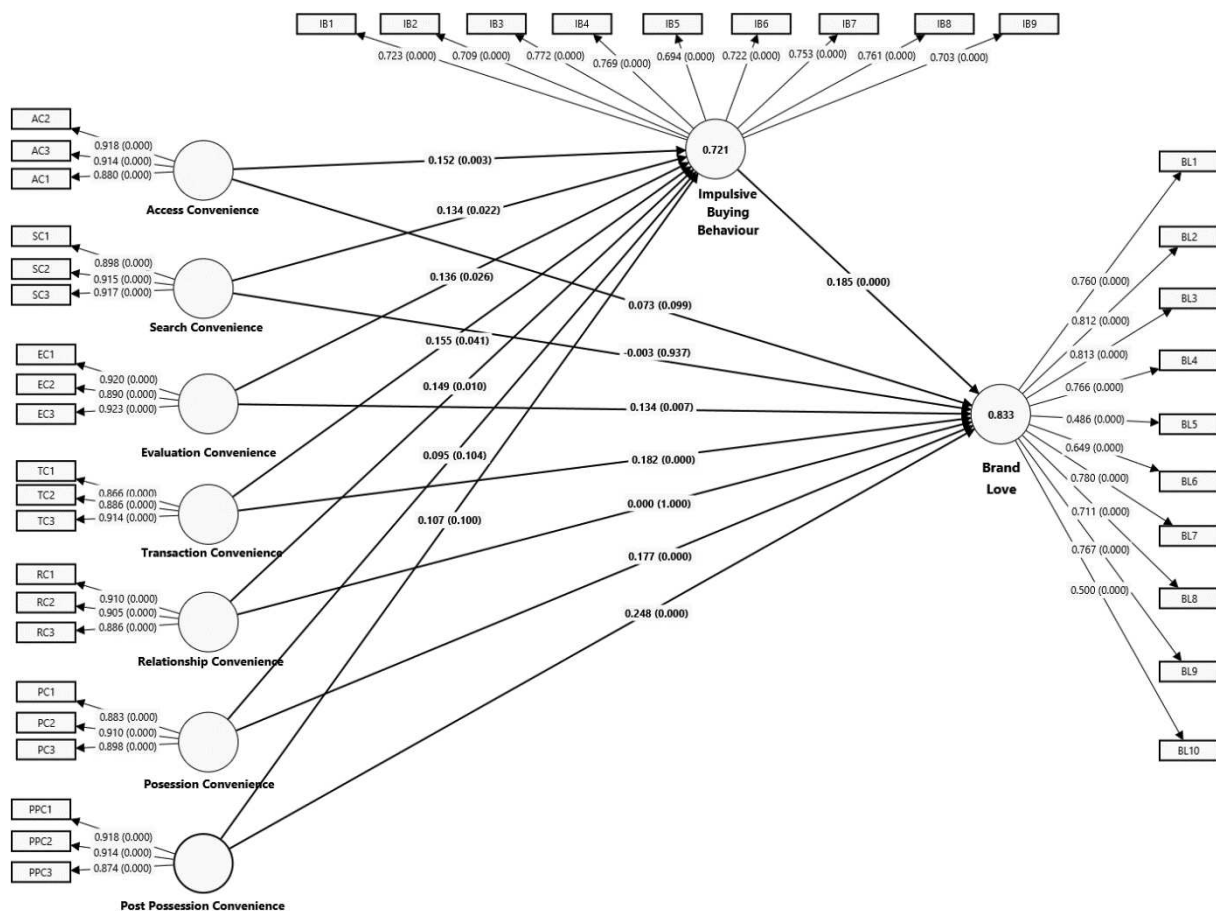 IB1 IB2 IB3 IB4 IB5 IB6 IB7 IB8 IB9
0.723 (0.000) 0.709 (0.000) 0.772 (0.000) 0.769 (0.000) 0.694 (0.000) 0.722 (0.000) 0.753 (0.000) 0.761 (0.000) 0.703 (0.000)
0.721
Impulsive
Buying
Behaviour
AC2
AC3
AC1
0.918 (0.000)
0.914 (0.000)
0.880 (0.000)
Access Convenience
SC1
SC2
SC3
0.898 (0.000)
0.915 (0.000)
0.917 (0.000)
Search Convenience
EC1
EC2
EC3
0.920 (0.000)
0.890 (0.000)
0.923 (0.000)
Evaluation Convenience
TC1
TC2
TC3
0.866 (0.000)
0.886 (0.000)
0.914 (0.000)
Transaction Convenience
RC1
RC2
RC3
0.910 (0.000)
0.905 (0.000)
0.886 (0.000)
Relationship Convenience
PC1
PC2
PC3
0.883 (0.000)
0.910 (0.000)
0.898 (0.000)
Posession Convenience
PPC1
PPC2
PPC3
0.918 (0.000)
0.914 (0.000)
0.874 (0.000)
Post Possession Convenience
0.152 (0.003)
0.134 (0.022)
0.136 (0.026)
0.155 (0.041)
0.149 (0.010)
0.095 (0.104)
0.107 (0.100)
0.185 (0.000)
0.073 (0.099)
-0.003 (0.937)
0.134 (0.007)
0.182 (0.000)
0.000 (1.000)
0.177 (0.000)
0.248 (0.000)
0.833
Brand
Love
0.760 (0.000)
0.812 (0.000)
0.813 (0.000)
0.766 (0.000)
0.486 (0.000)
0.649 (0.000)
0.780 (0.000)
0.711 (0.000)
0.767 (0.000)
0.500 (0.000)
BL1
BL2
BL3
BL4
BL5
BL6
BL7
BL8
BL9
BL10